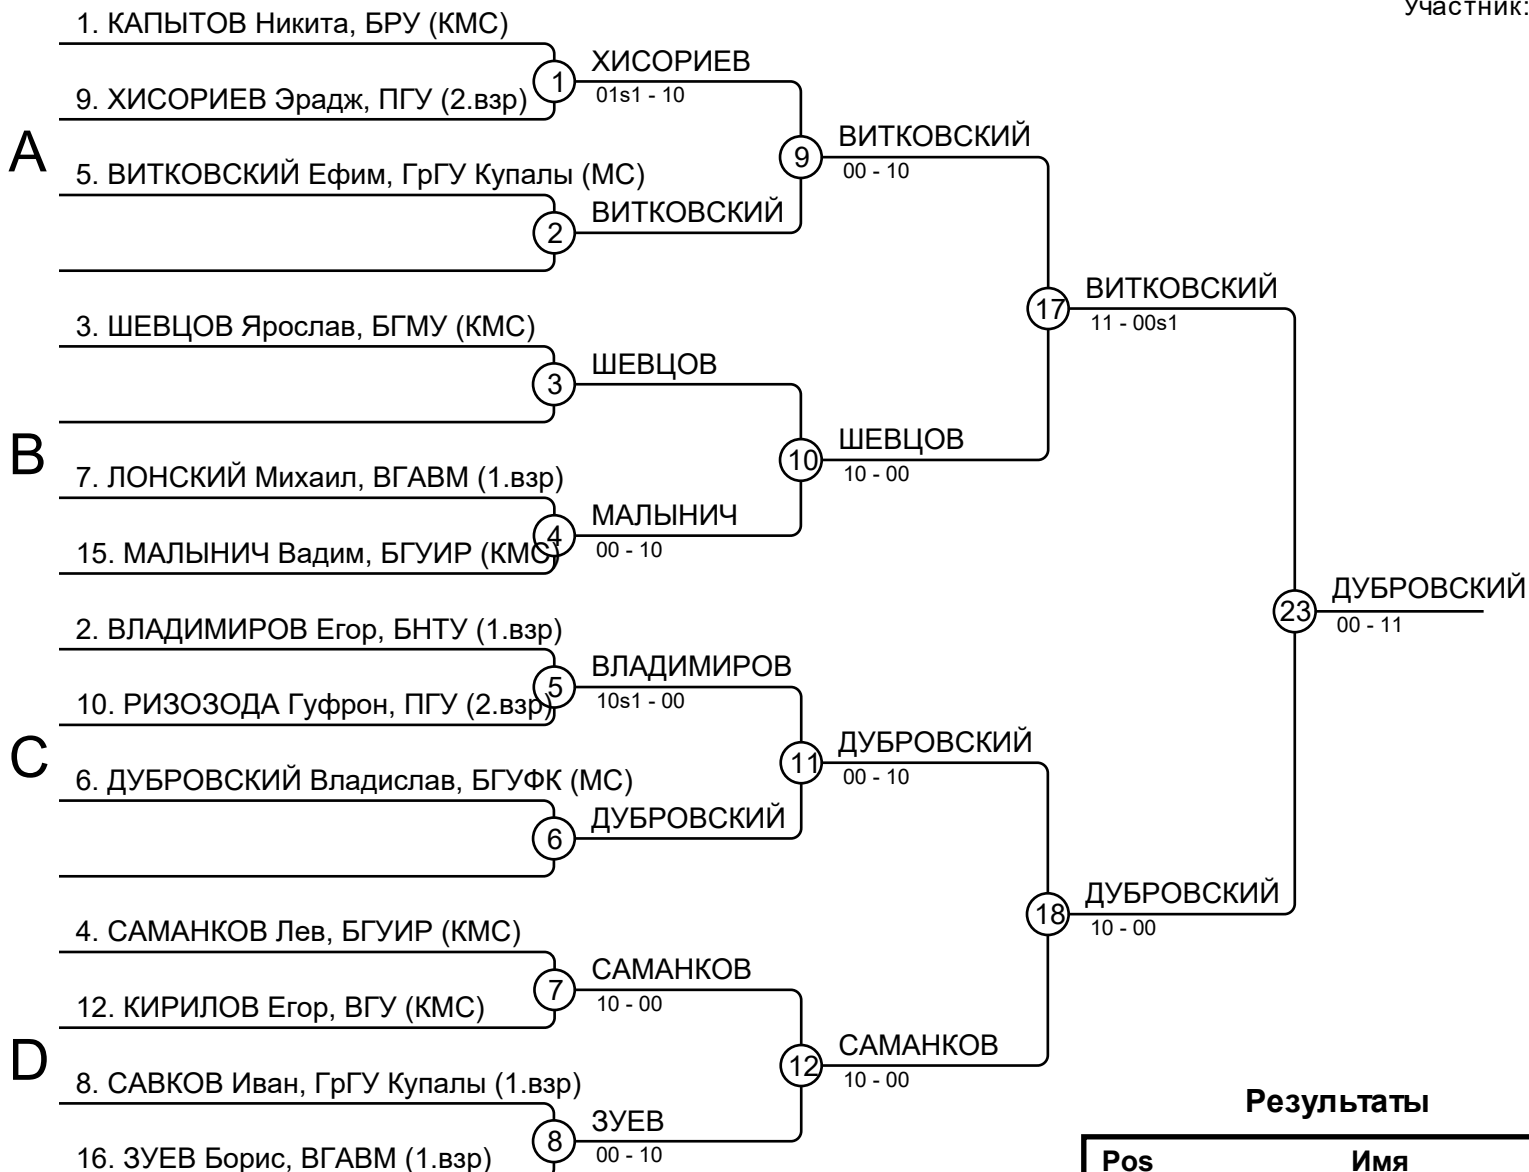 Участник:
1. КАПЫТОВ Никита, БРУ (КМС)
1
ХИСОРИЕВ
01s1 - 10
9. ХИСОРИЕВ Эрадж, ПГУ (2.взр)
A
9
ВИТКОВСКИЙ
00 - 10
5. ВИТКОВСКИЙ Ефим, ГрГУ Купалы (МС)
2
ВИТКОВСКИЙ
17
ВИТКОВСКИЙ
11 - 00s1
3. ШЕВЦОВ Ярослав, БГМУ (КМС)
3
ШЕВЦОВ
B
10
ШЕВЦОВ
10 - 00
7. ЛОНСКИЙ Михаил, ВГАВМ (1.взр)
4
МАЛЫНИЧ
00 - 10
15. МАЛЫНИЧ Вадим, БГУИР (КМС)
23
ДУБРОВСКИЙ
00 - 11
2. ВЛАДИМИРОВ Егор, БНТУ (1.взр)
5
ВЛАДИМИРОВ
10s1 - 00
10. РИЗОЗОДА Гуфрон, ПГУ (2.взр)
C
11
ДУБРОВСКИЙ
00 - 10
6. ДУБРОВСКИЙ Владислав, БГУФК (МС)
6
ДУБРОВСКИЙ
18
ДУБРОВСКИЙ
10 - 00
4. САМАНКОВ Лев, БГУИР (КМС)
7
САМАНКОВ
10 - 00
12. КИРИЛОВ Егор, ВГУ (КМС)
D
12
САМАНКОВ
10 - 00
8. САВКОВ Иван, ГрГУ Купалы (1.взр)
8
ЗУЕВ
00 - 10
16. ЗУЕВ Борис, ВГАВМ (1.взр)
Результаты
Pos Имя